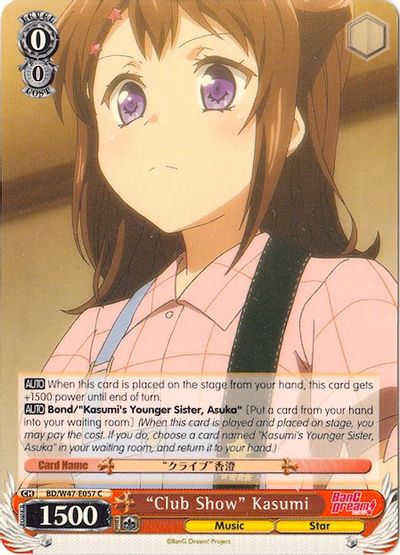 LEVEL
0
0
COST
AUTO When this card is placed on the stage from your hand, this card gets
+1500 power until end of turn.
AUTO Bond/"Kasumi's Younger Sister, Asuka" [Put a card from your hand
into your waiting room] (When this card is played and placed on stage, you
may pay cost. If you do, choose a card named "Kasumi's Younger Sister,
Asuka" in your waiting room, and return it to your hand.)
Card Name
"クライブ"香澄
CH BD/W47-E057 C
POWER
1500
"Club Show" Kasumi
BanG Dream!
Music
Star
©BanG Dream! Project